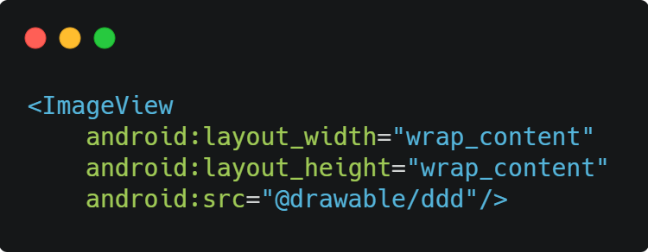 <ImageView
android:layout_width="wrap_content"
android:layout_height="wrap_content"
android:src="@drawable/ddd"/>